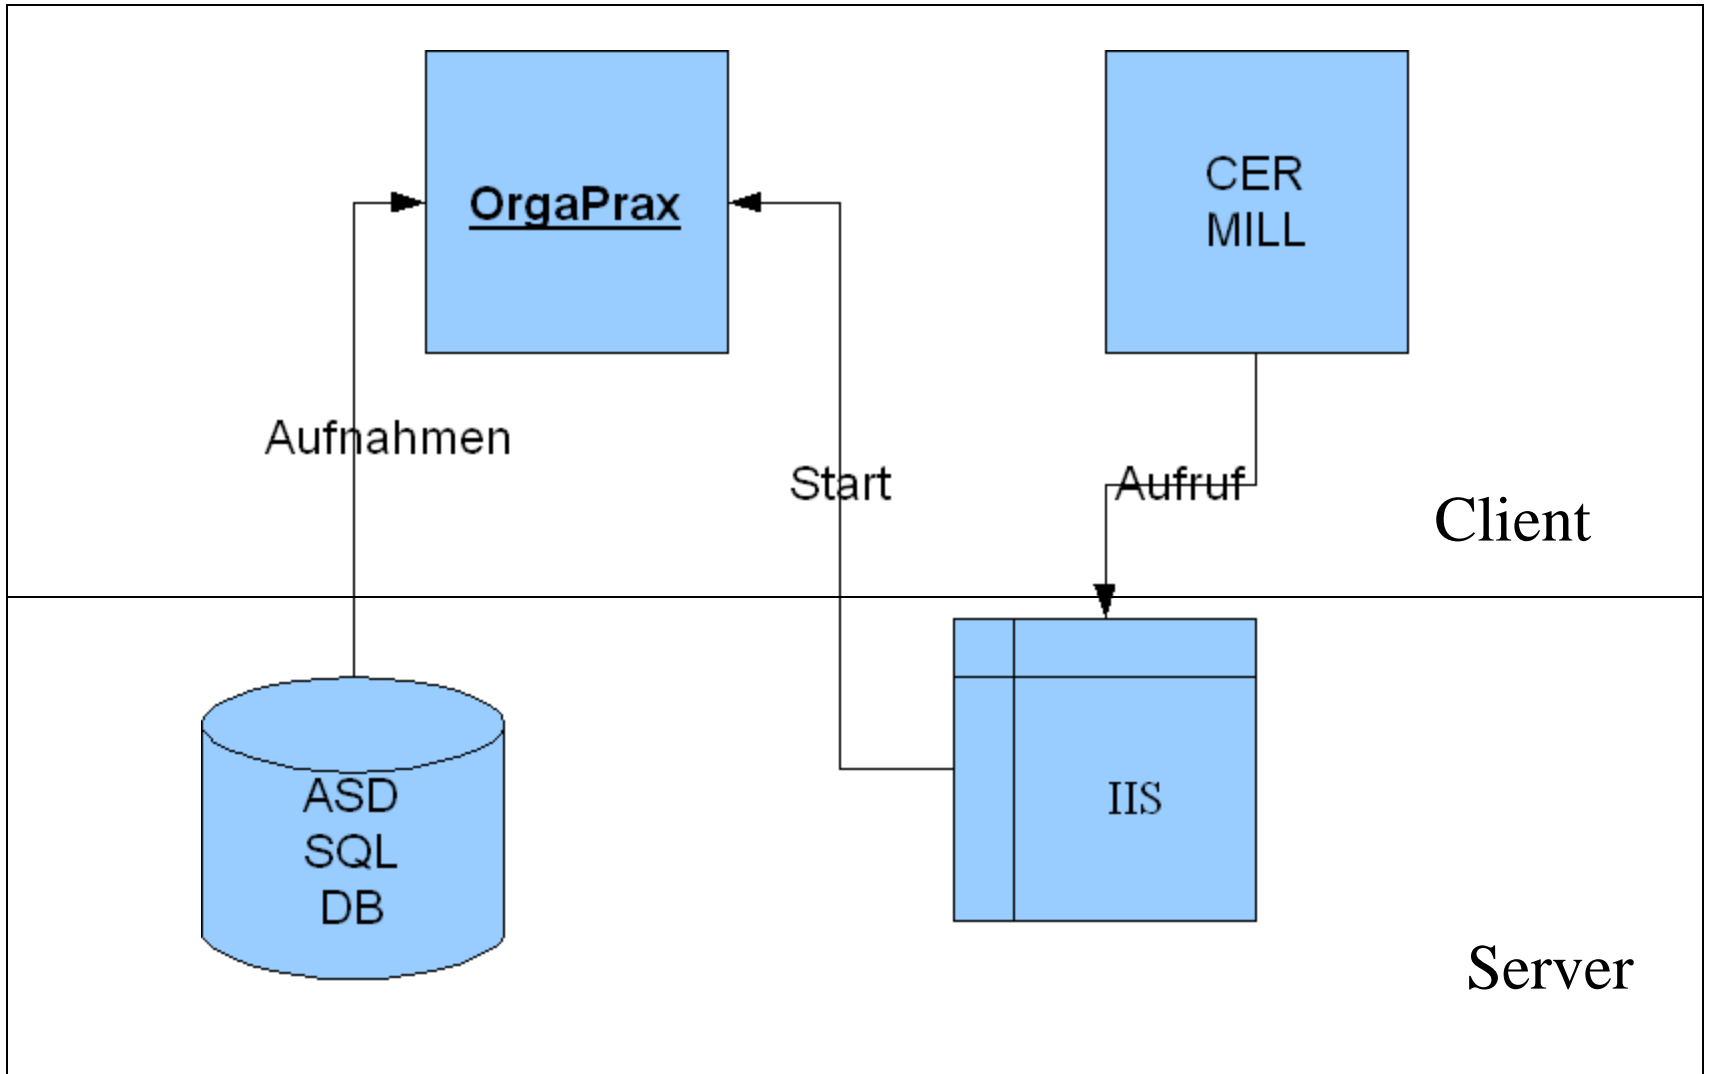 OrgaPrax
CER
MILL
Aufnahmen
Start
Aufruf
Client
ASD
SQL
DB
IIS
Server